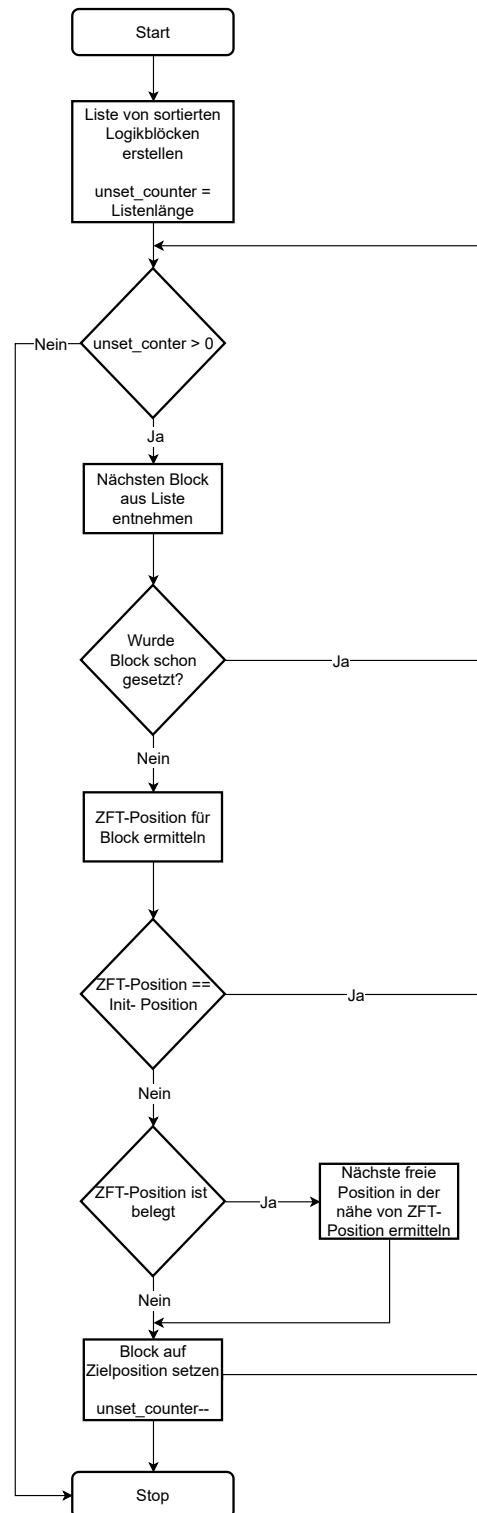 Start
Liste von sortierten
Logikblöcken
erstellen
unset_counter =
Listenlänge
Nein
unset_conter > 0
Ja
Nächsten Block
aus Liste
entnehmen
Wurde
Block schon
gesetzt?
Ja
Nein
ZFT-Position für
Block ermitteln
ZFT-Position ==
Init- Position
Ja
Nein
ZFT-Position ist
belegt
Ja
Nächste freie
Position in der
nähe von ZFT-
Position ermitteln
Nein
Block auf
Zielposition setzen
unset_counter--
Stop